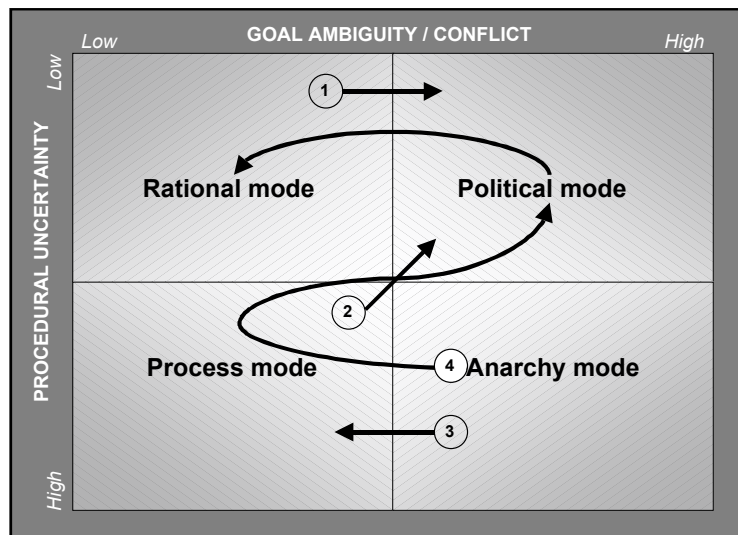 GOAL AMBIGUITY / CONFLICT
Low
High
Low
PROCEDURAL UNCERTAINTY
High
1
Rational mode
Political mode
2
Process mode
4
Anarchy mode
3